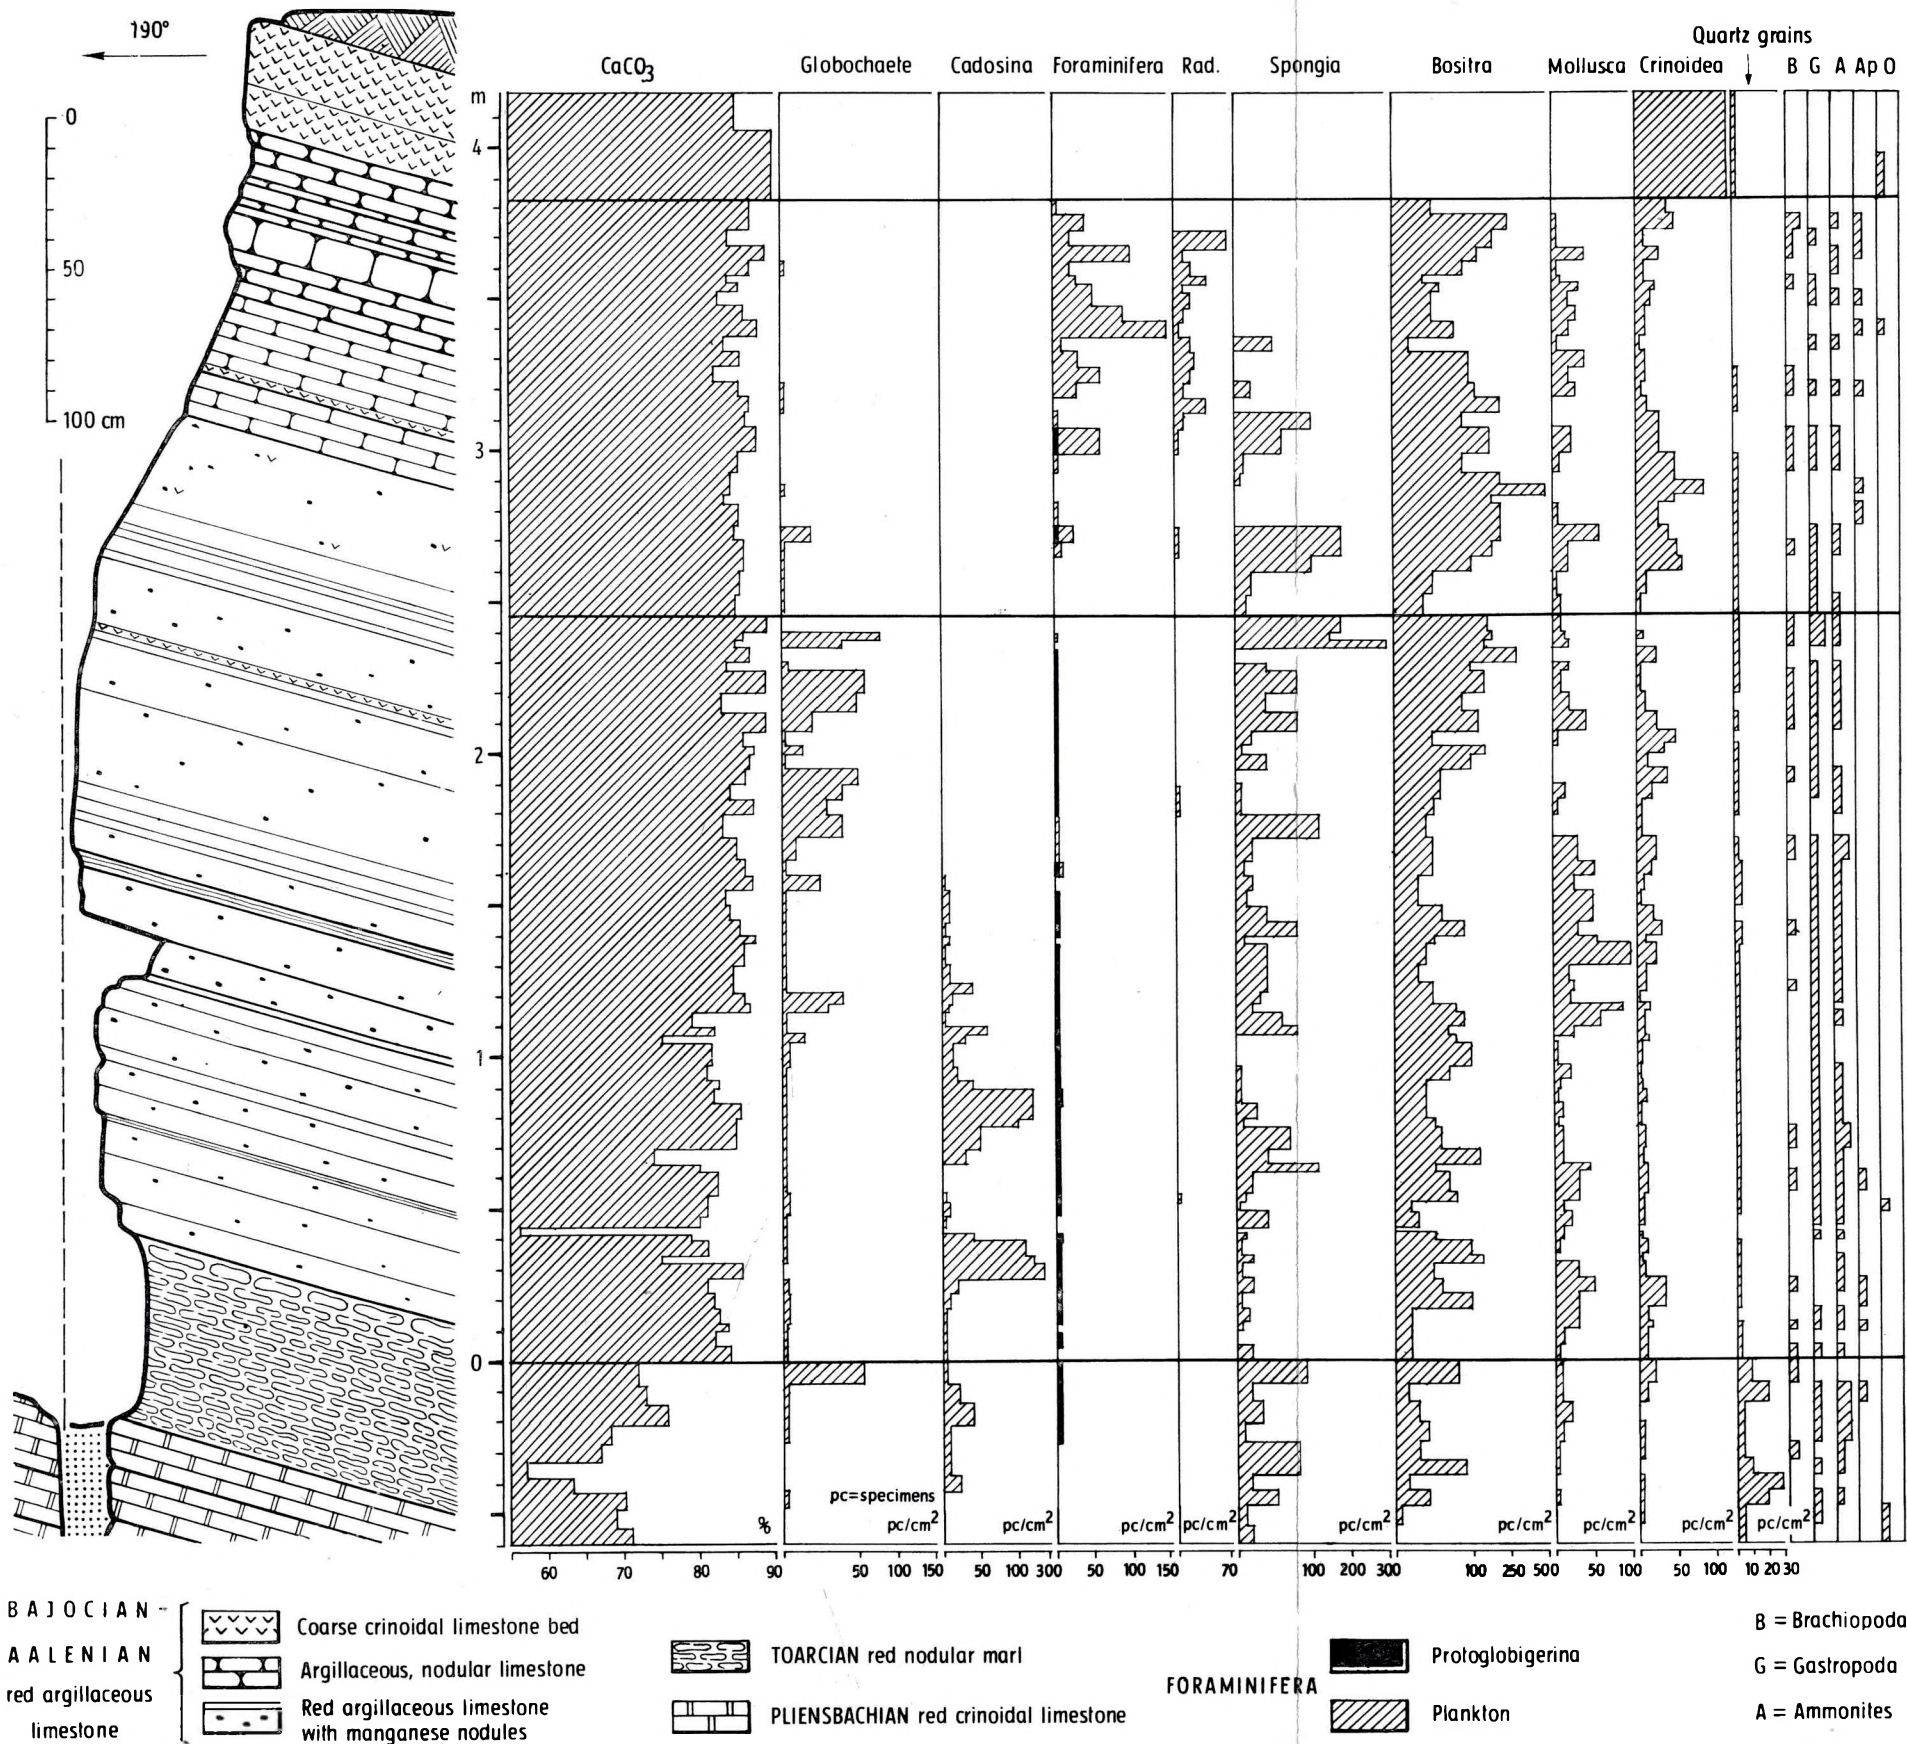 190°
0
50
100 cm
m
4
3
2
1
0
CaCO3
Globochaete
Cadosina
Foraminifera
Rad.
Spongia
Bositra
Mollusca
Crinoidea
Quartz grains
B G A Ap O
pc=specimens
% pc/cm2 pc/cm2 pc/cm2 pc/cm2 pc/cm2 pc/cm2 pc/cm2 pc/cm2 pc/cm2
60 70 80 90 50 100 150 50 100 300 50 100 150 70 100 200 300 100 250 500 50 100 50 100 10 20 30
BAJOCIAN -
AALENIAN
red argillaceous
limestone
Coarse crinoidal limestone bed
Argillaceous, nodular limestone
Red argillaceous limestone
with manganese nodules
TOARCIAN red nodular marl
PLIENSBACHIAN red crinoidal limestone
FORAMINIFERA
Protoglobigerina
Plankton
B = Brachiopoda
G = Gastropoda
A = Ammonites